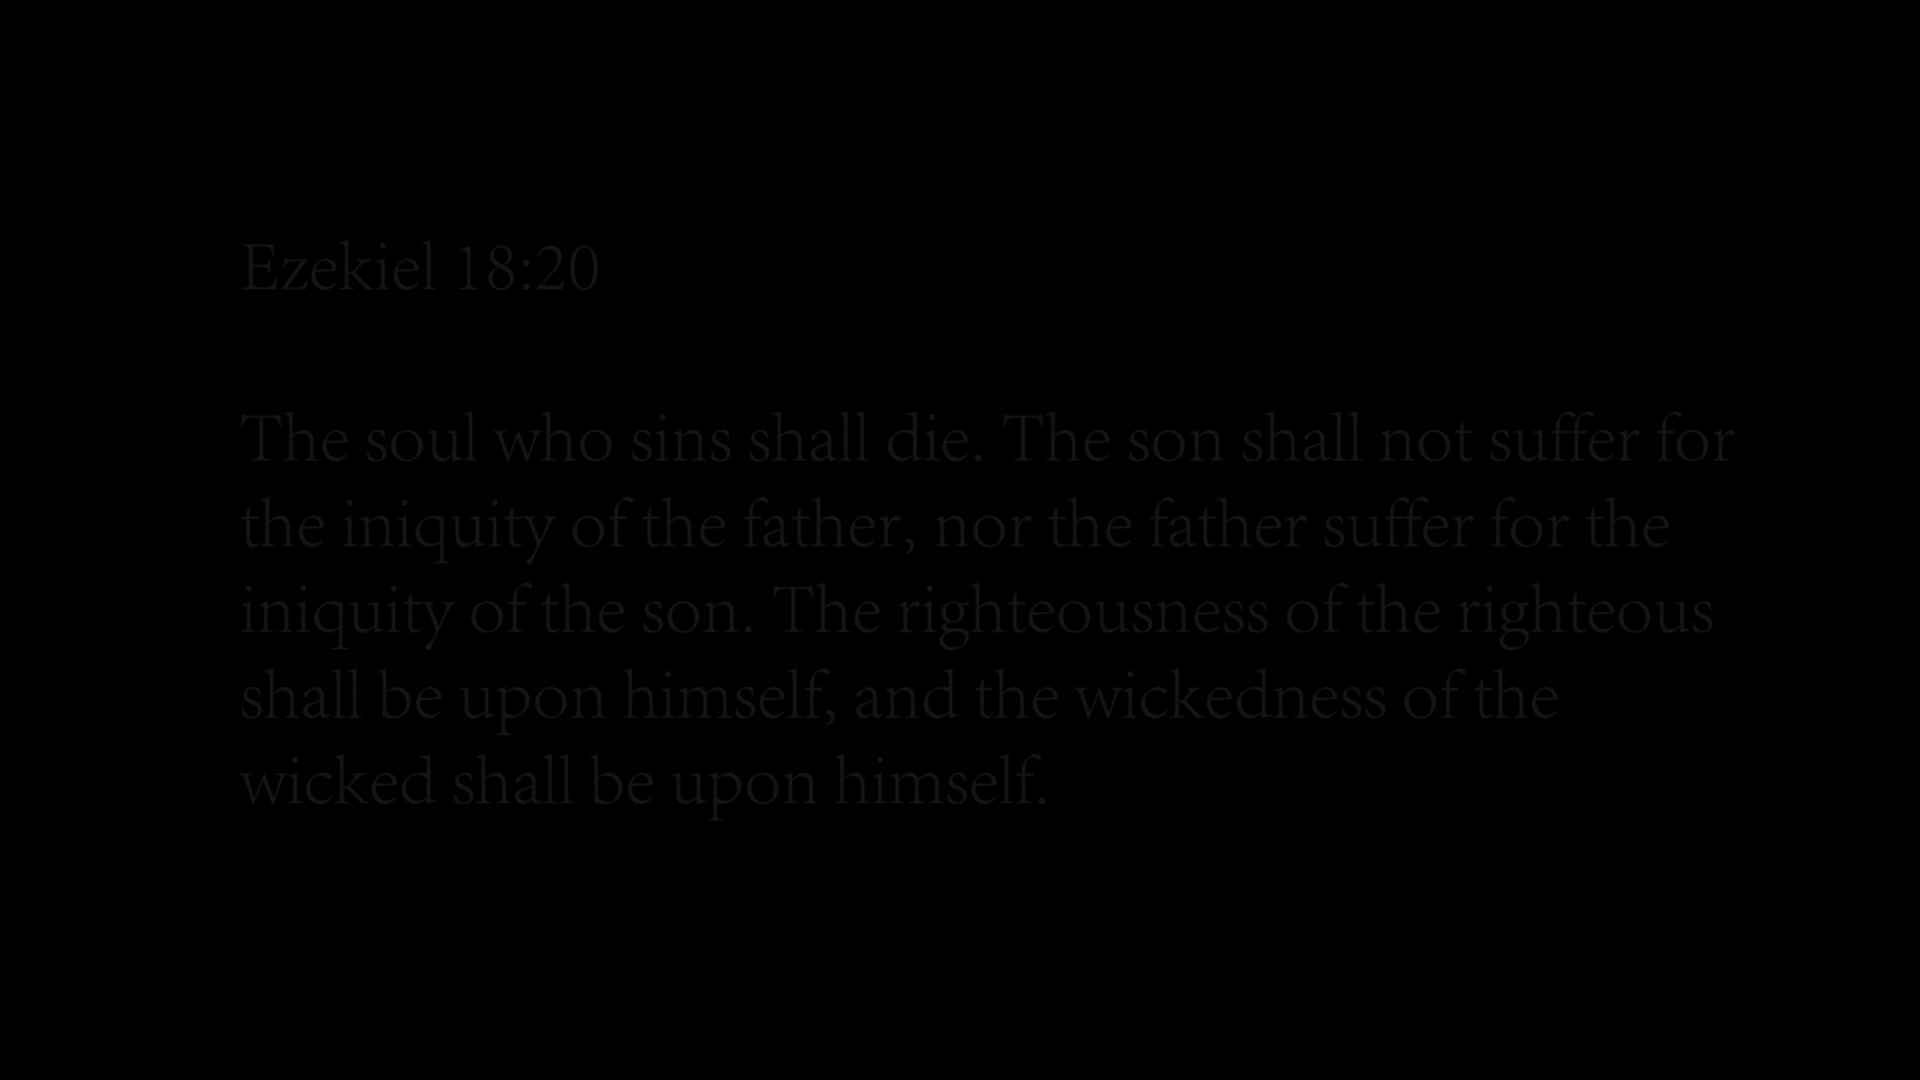 Ezekiel 18:20
The soul who sins shall die. The son shall not suffer for
the iniquity of the father, nor the father suffer for the
iniquity of the son. The righteousness of the righteous
shall be upon himself, and the wickedness of the
wicked shall be upon himself.